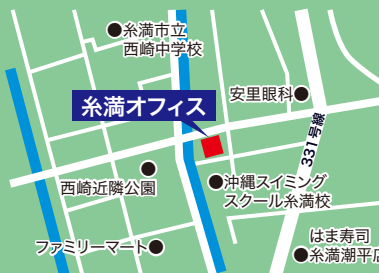 ●糸満市立
西崎中学校
糸満オフィス
安里眼科●
331号線
西崎近隣公園
●沖縄スイミング
スクール糸満校
ファミリーマート●
はま寿司
●糸満潮平店